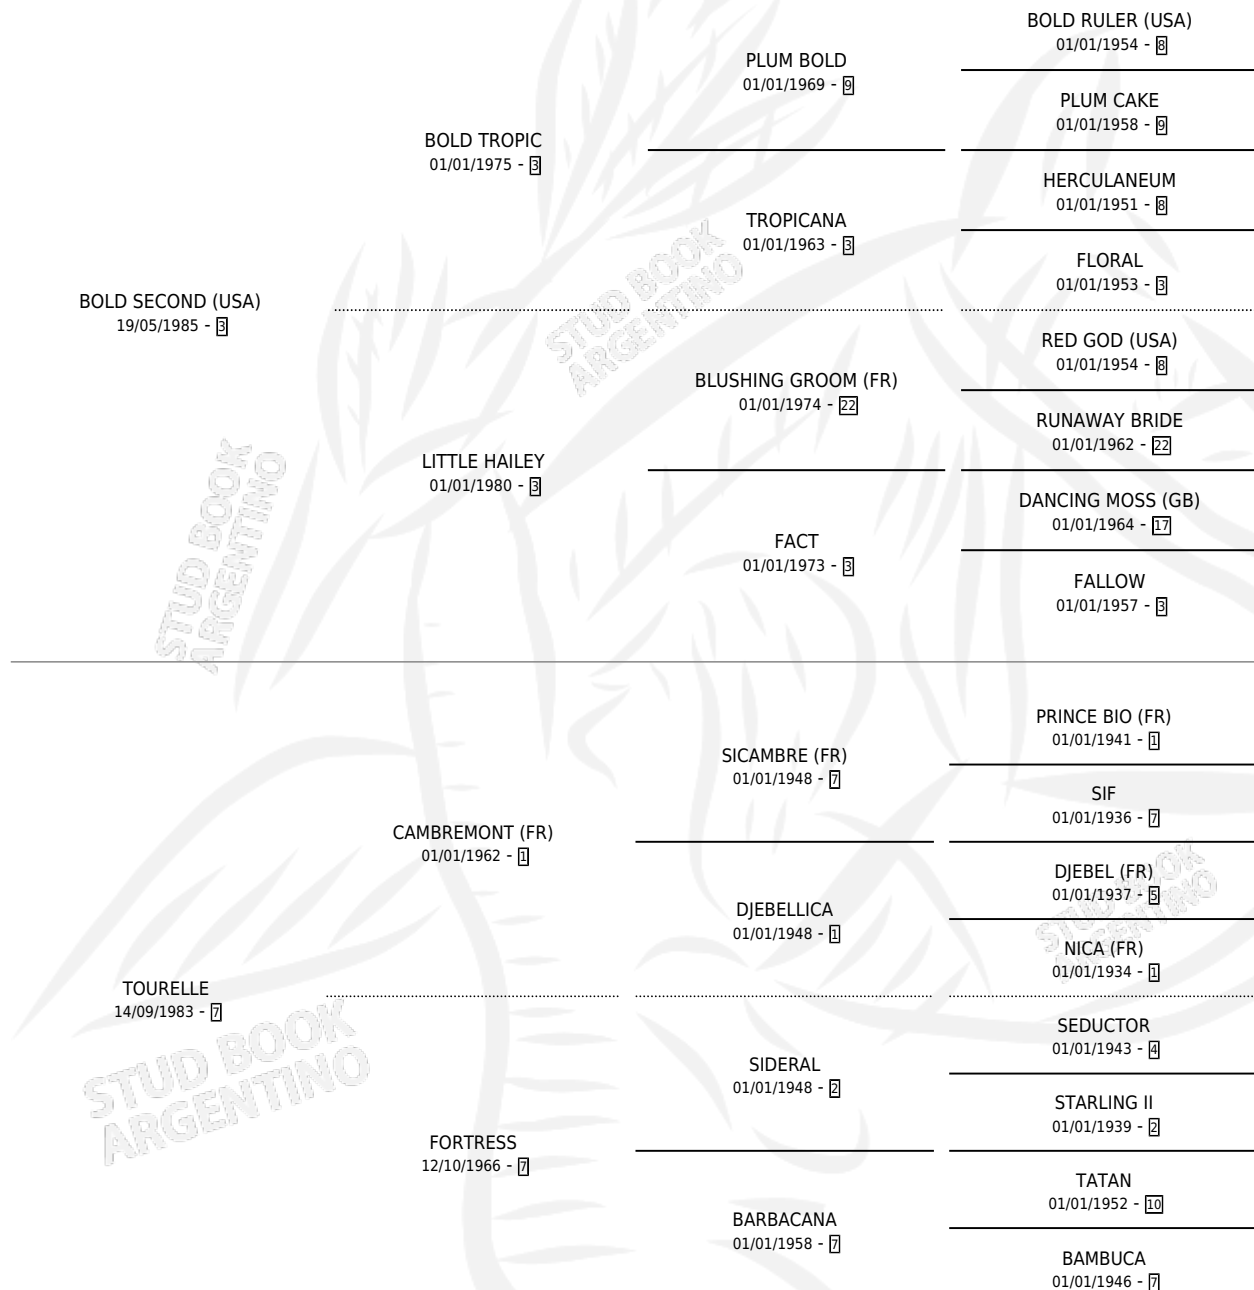 BOLD RULER (USA)
01/01/1954 - 8
PLUM BOLD
01/01/1969 - 9
PLUM CAKE
01/01/1958 - 9
BOLD TROPIC
01/01/1975 - 3
HERCULANEUM
01/01/1951 - 8
TROPICANA
01/01/1963 - 3
FLORAL
01/01/1953 - 3
BOLD SECOND (USA)
19/05/1985 - 3
RED GOD (USA)
01/01/1954 - 8
BLUSHING GROOM (FR)
01/01/1974 - 22
RUNAWAY BRIDE
01/01/1962 - 22
LITTLE HAILEY
01/01/1980 - 3
DANCING MOSS (GB)
01/01/1964 - 17
FACT
01/01/1973 - 3
FALLOW
01/01/1957 - 3
PRINCE BIO (FR)
01/01/1941 - 1
SICAMBRE (FR)
01/01/1948 - 7
SIF
01/01/1936 - 7
CAMBREMONT (FR)
01/01/1962 - 1
DJEBEL (FR)
01/01/1937 - 5
DJEBELLICA
01/01/1948 - 1
NICA (FR)
01/01/1934 - 1
TOURELLE
14/09/1983 - 7
SEDUCTOR
01/01/1943 - 4
SIDERAL
01/01/1948 - 2
STARLING II
01/01/1939 - 2
FORTRESS
12/10/1966 - 7
TATAN
01/01/1952 - 10
BARBACANA
01/01/1958 - 7
BAMBUCA
01/01/1946 - 7
STUD BOOK
ARGENTINO
STUD BOOK
ARGENTINO
STUD BOOK
ARGENTINO
STUD BOOK
ARGENTINO